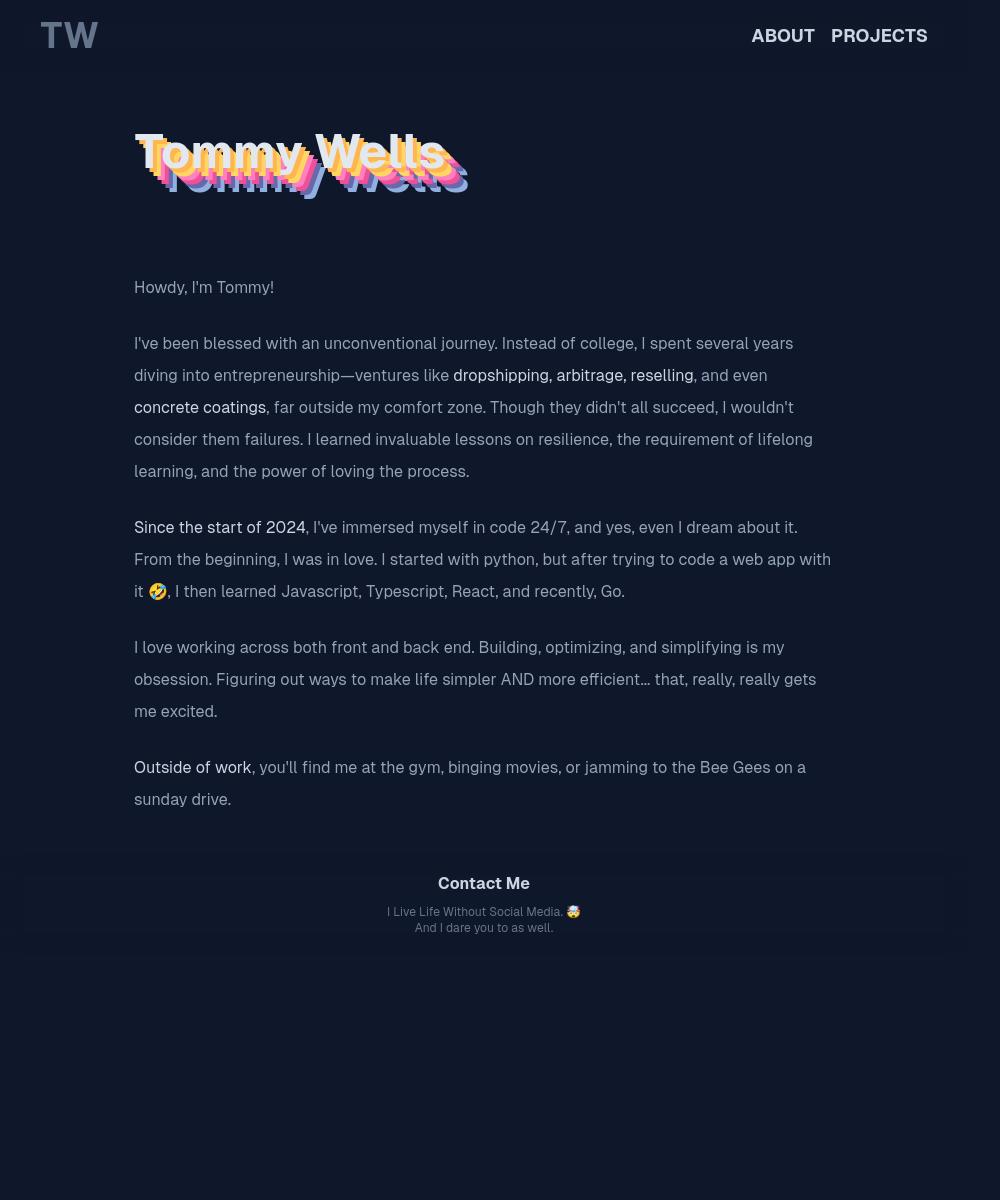 TW
ABOUT PROJECTS
Tommy Wells
Howdy, I'm Tommy!
I've been blessed with an unconventional journey. Instead of college, I spent several years
diving into entrepreneurship—ventures like dropshipping, arbitrage, reselling, and even
concrete coatings, far outside my comfort zone. Though they didn't all succeed, I wouldn't
consider them failures. I learned invaluable lessons on resilience, the requirement of lifelong
learning, and the power of loving the process.
Since the start of 2024, I've immersed myself in code 24/7, and yes, even I dream about it.
From the beginning, I was in love. I started with python, but after trying to code a web app with
it 🤣, I then learned Javascript, Typescript, React, and recently, Go.
I love working across both front and back end. Building, optimizing, and simplifying is my
obsession. Figuring out ways to make life simpler AND more efficient... that, really, really gets
me excited.
Outside of work, you'll find me at the gym, binging movies, or jamming to the Bee Gees on a
sunday drive.
Contact Me
I Live Life Without Social Media. 🤯
And I dare you to as well.